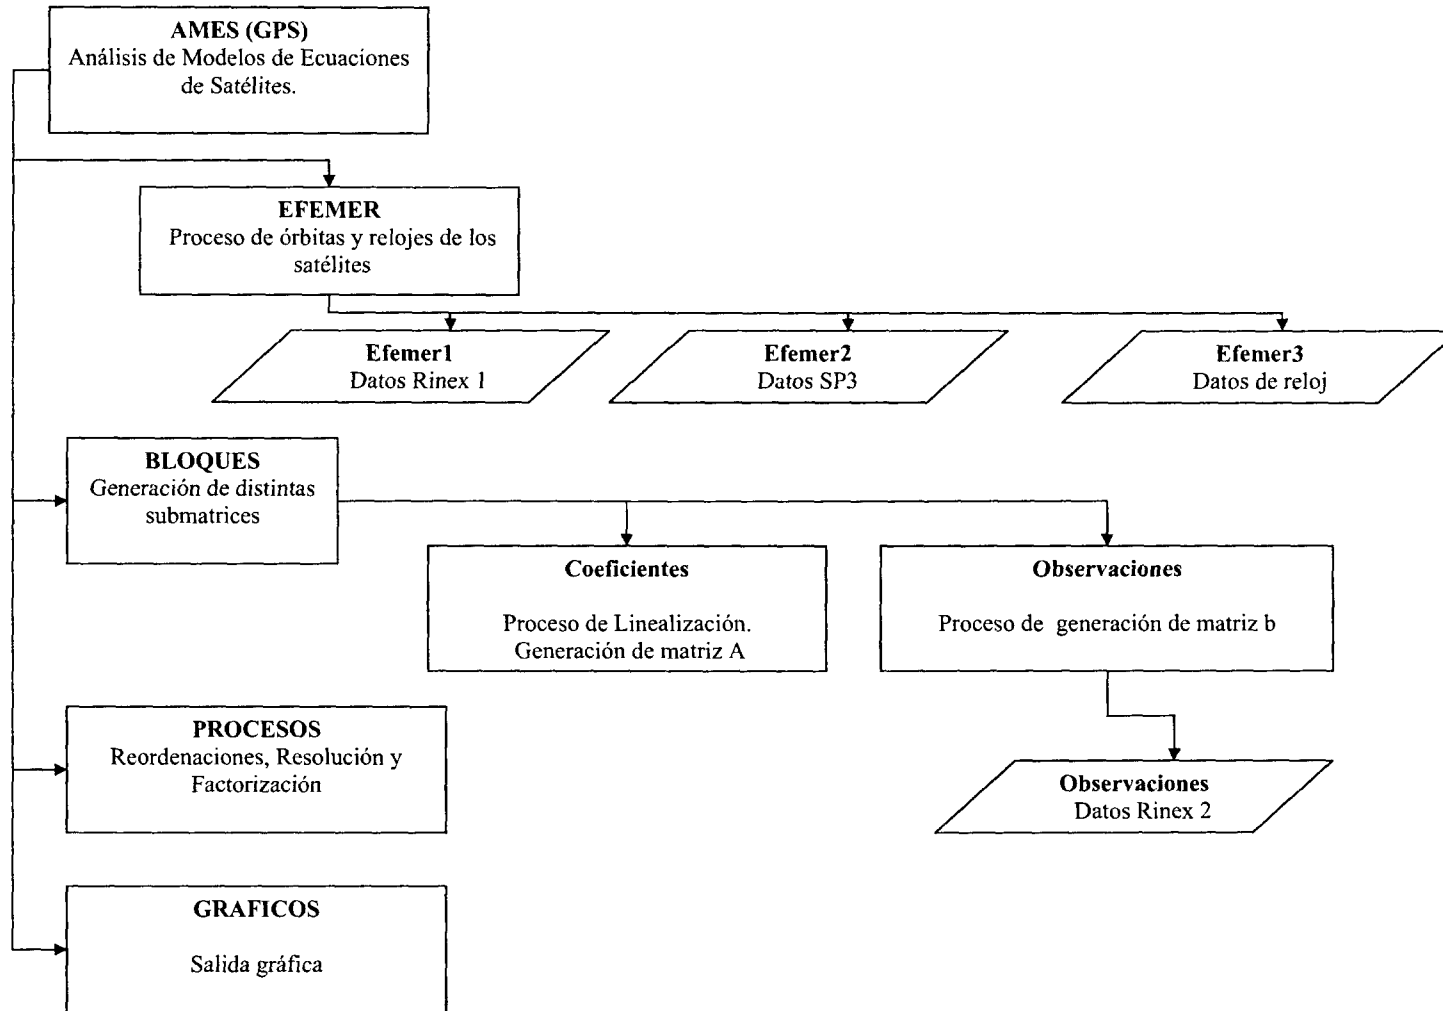 AMES (GPS)
Análisis de Modelos de Ecuaciones
de Satélites.
EFEMER
Proceso de órbitas y relojes de los
satélites
Efemer1
Datos Rinex 1
Efemer2
Datos SP3
Efemer3
Datos de reloj
BLOQUES
Generación de distintas
submatrices
Coeficientes
Proceso de Linealización.
Generación de matriz A
Observaciones
Proceso de generación de matriz b
PROCESOS
Reordenaciones, Resolución y
Factorización
Observaciones
Datos Rinex 2
GRAFICOS
Salida gráfica